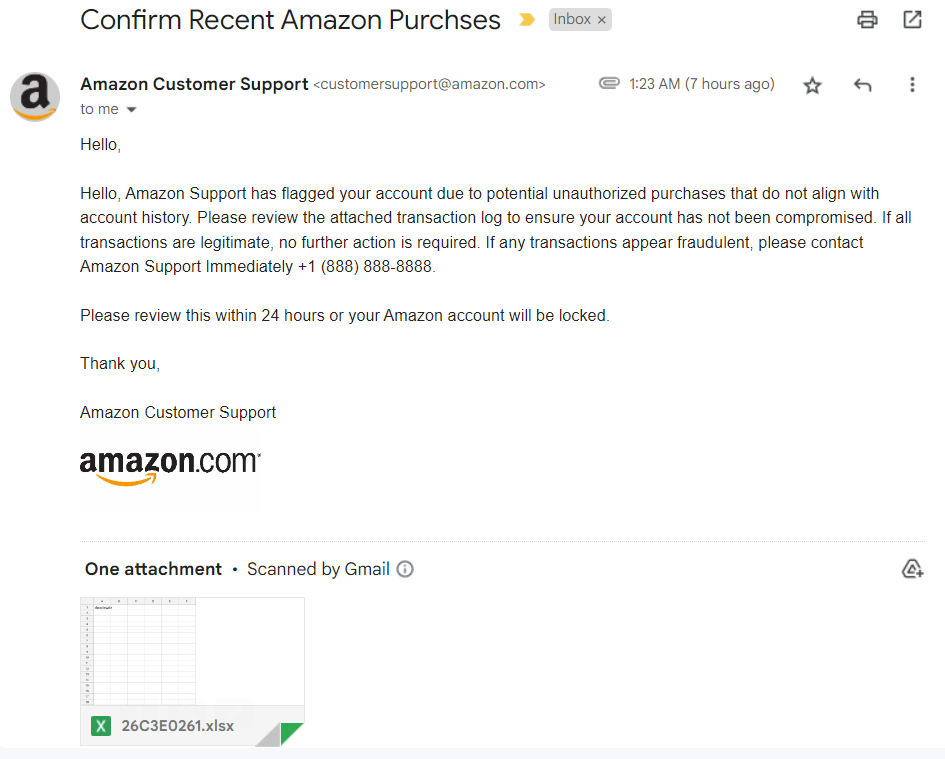 Confirm Recent Amazon Purchses Inbox ×
a
Amazon Customer Support <customersupport@amazon.com> 1:23 AM (7 hours ago)
to me
Hello,
Hello, Amazon Support has flagged your account due to potential unauthorized purchases that do not align with
account history. Please review the attached transaction log to ensure your account has not been compromised. If all
transactions are legitimate, no further action is required. If any transactions appear fraudulent, please contact
Amazon Support Immediately +1 (888) 888-8888.
Please review this within 24 hours or your Amazon account will be locked.
Thank you,
Amazon Customer Support
amazon.com
One attachment • Scanned by Gmail
X 26C3E0261.xlsx